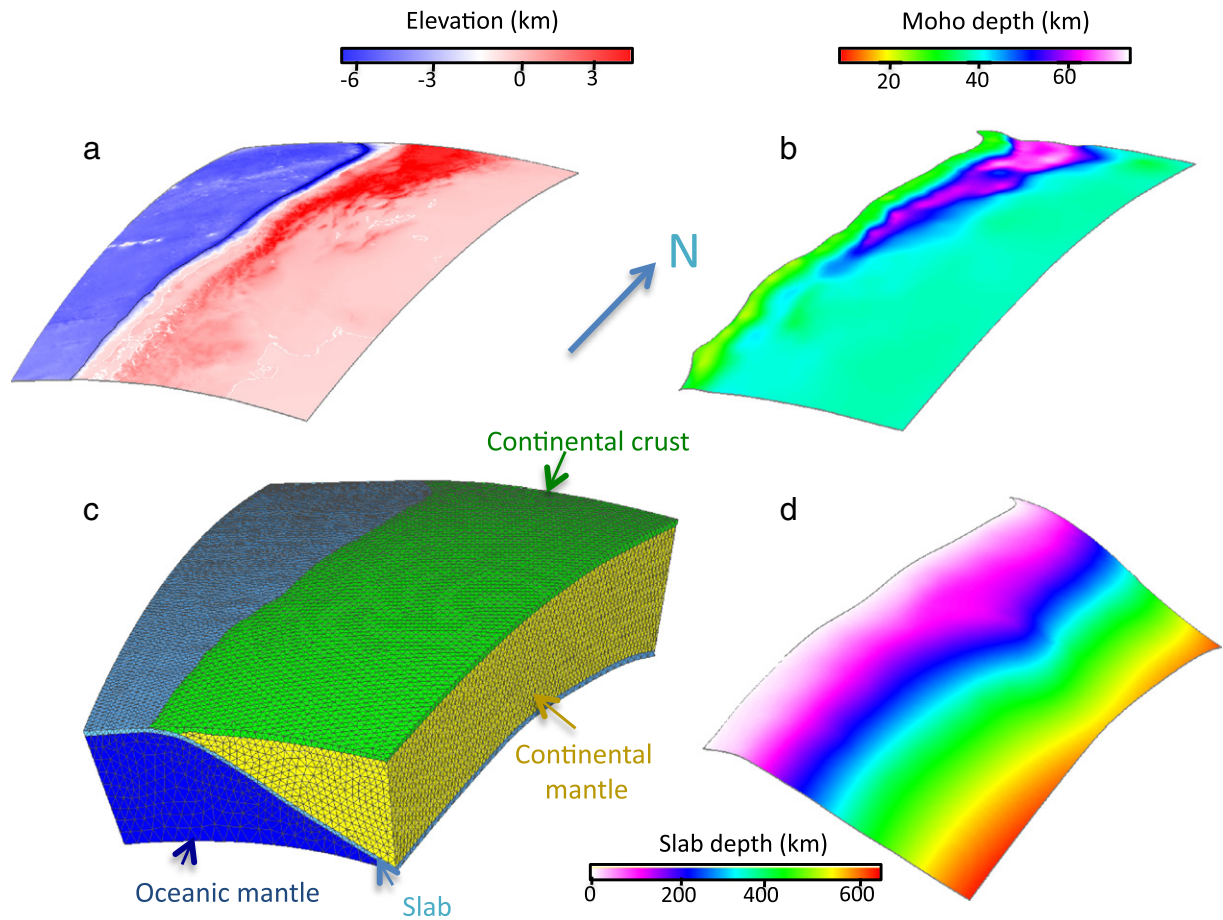 Elevation (km)
-6 -3 0 3
Moho depth (km)
20 40 60
a
b
N
Continental crust
c
d
Continental
mantle
Slab depth (km)
0 200 400 600
Oceanic mantle
Slab